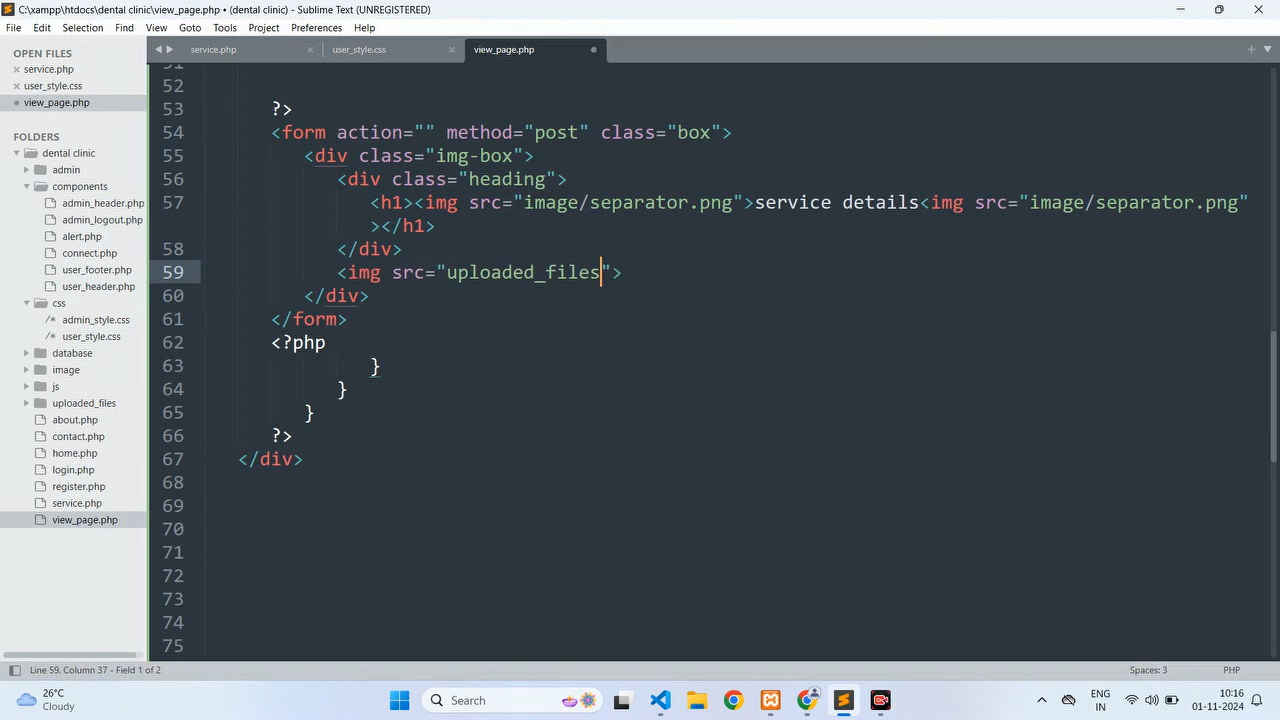 C:\xampp\htdocs\dental clinic\view_page.php • (dental clinic) - Sublime Text (UNREGISTERED)
File Edit Selection Find View Goto Tools Project Preferences Help
OPEN FILES
service.php
user_style.css
view_page.php
FOLDERS
dental clinic
admin
components
admin_header.php
admin_logout.php
alert.php
connect.php
user_footer.php
user_header.php
css
/* admin_style.css
/* user_style.css
database
image
js
uploaded_files
about.php
contact.php
home.php
login.php
register.php
service.php
view_page.php
service.php user_style.css view_page.php
51
52
53 ?>
54 <form action="" method="post" class="box">
55 <div class="img-box">
56 <div class="heading">
57 <h1><img src="image/separator.png">service details<img src="image/separator.png"
></h1>
58 </div>
59 <img src="uploaded_files">
60 </div>
61 </form>
62 <?php
63 }
64 }
65 }
66 ?>
67 </div>
68
69
70
71
72
73
74
75
Line 59, Column 37 - Field 1 of 2 Spaces: 3 PHP
26°C
Cloudy
Search
ENG
IN
10:16
01-11-2024